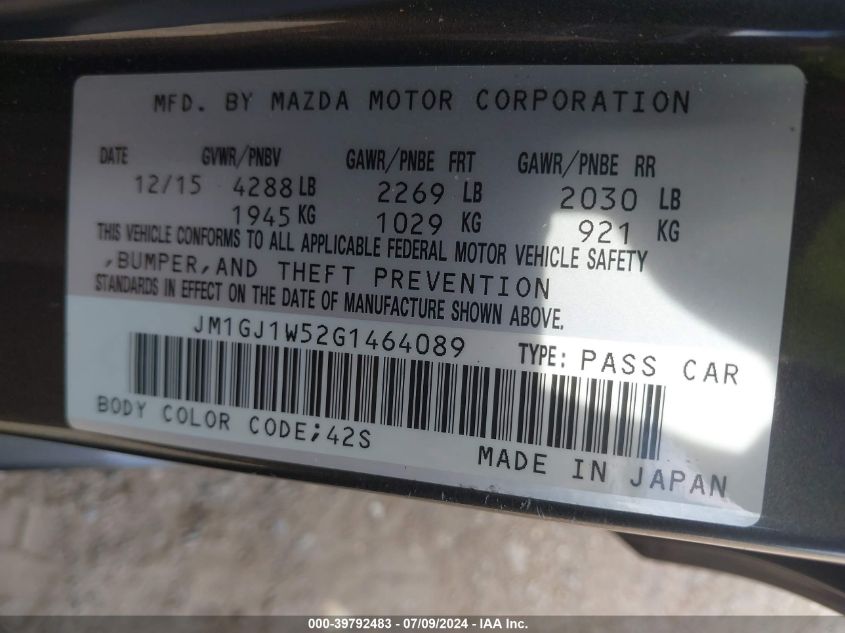 MFD. BY MAZDA MOTOR CORPORATION
DATE GVWR/PNBV GAWR/PNBE FRT GAWR/PNBE RR
12/15 4288 LB 2269 LB 2030 LB
1945 KG 1029 KG 921 KG
THIS VEHICLE CONFORMS TO ALL APPLICABLE FEDERAL MOTOR VEHICLE SAFETY
,BUMPER,AND THEFT PREVENTION
STANDARDS IN EFFECT ON THE DATE OF MANUFACTURE SHOWN ABOVE.
JM1GJ1W52G1464089 TYPE: PASS CAR
BODY COLOR CODE;42S
MADE IN JAPAN
000-39792483 - 07/09/2024 - IAA Inc.